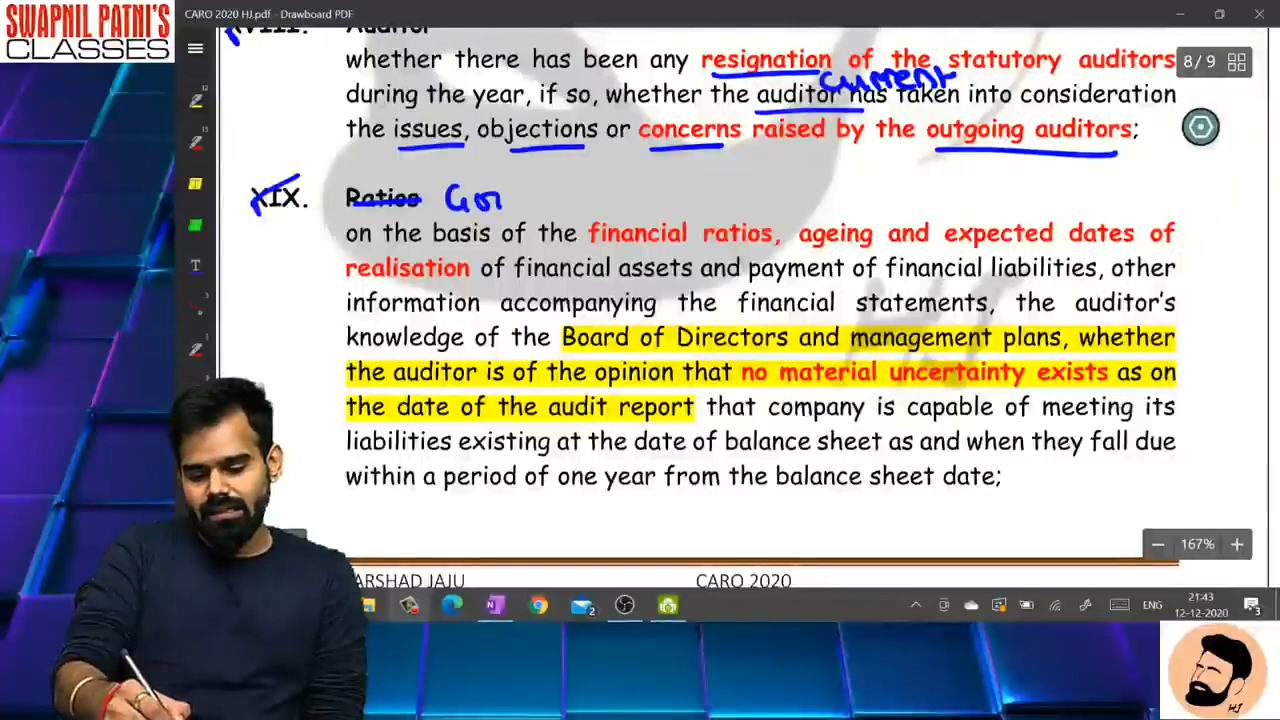 SWAPNIL PATNI'S
CLASSES
CARO 2020 HJ.pdf - Drawboard PDF
XVIII. Auditor
8 / 9
whether there has been any resignation of the statutory auditors
current
during the year, if so, whether the auditor has taken into consideration
the issues, objections or concerns raised by the outgoing auditors;
XIX. Ratios
on the basis of the financial ratios, ageing and expected dates of
realisation of financial assets and payment of financial liabilities, other
information accompanying the financial statements, the auditor's
knowledge of the Board of Directors and management plans, whether
the auditor is of the opinion that no material uncertainty exists as on
the date of the audit report that company is capable of meeting its
liabilities existing at the date of balance sheet as and when they fall due
within a period of one year from the balance sheet date;
167%
ARSHAD JAJU CARO 2020
ENG
21:43
12-12-2020
HJ